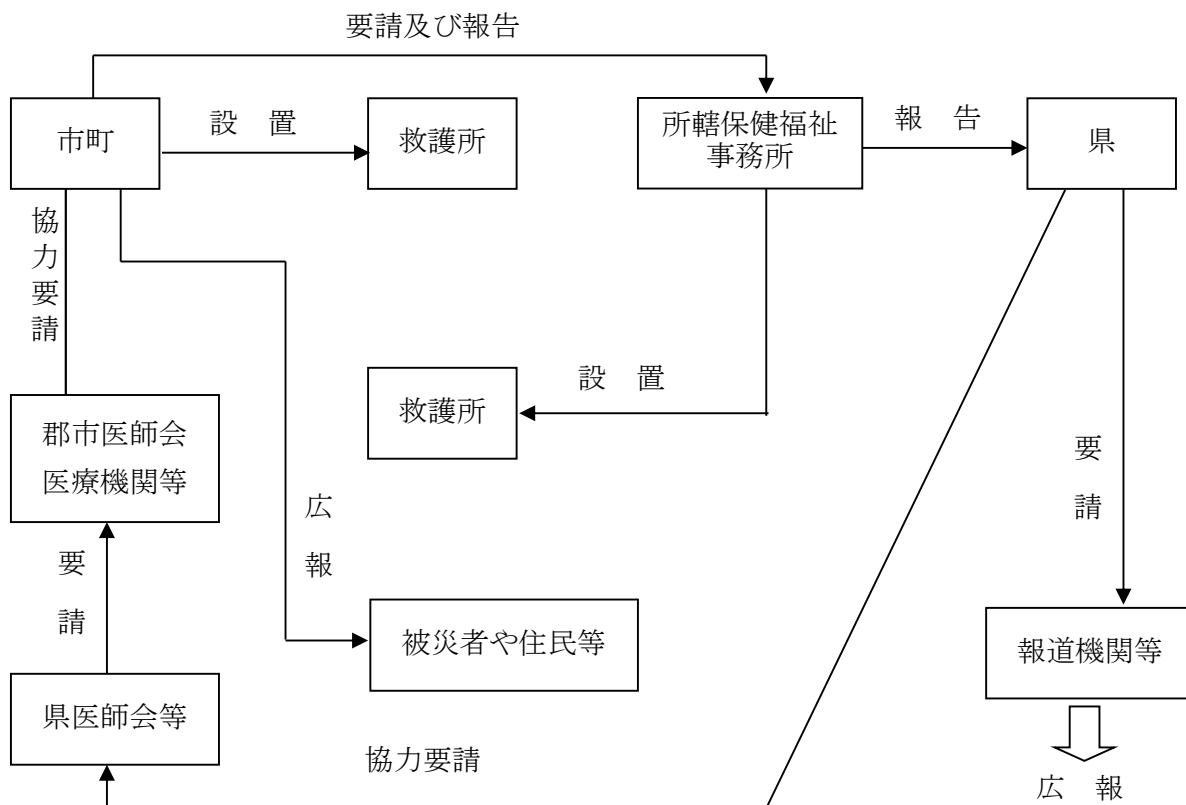 要請及び報告
市町
設　置
救護所
所轄保健福祉
事務所
報　告
県
協力要請
救護所
設　置
郡市医師会
医療機関等
広報
要請
要請
被災者や住民等
報道機関等
県医師会等
協力要請
広　報